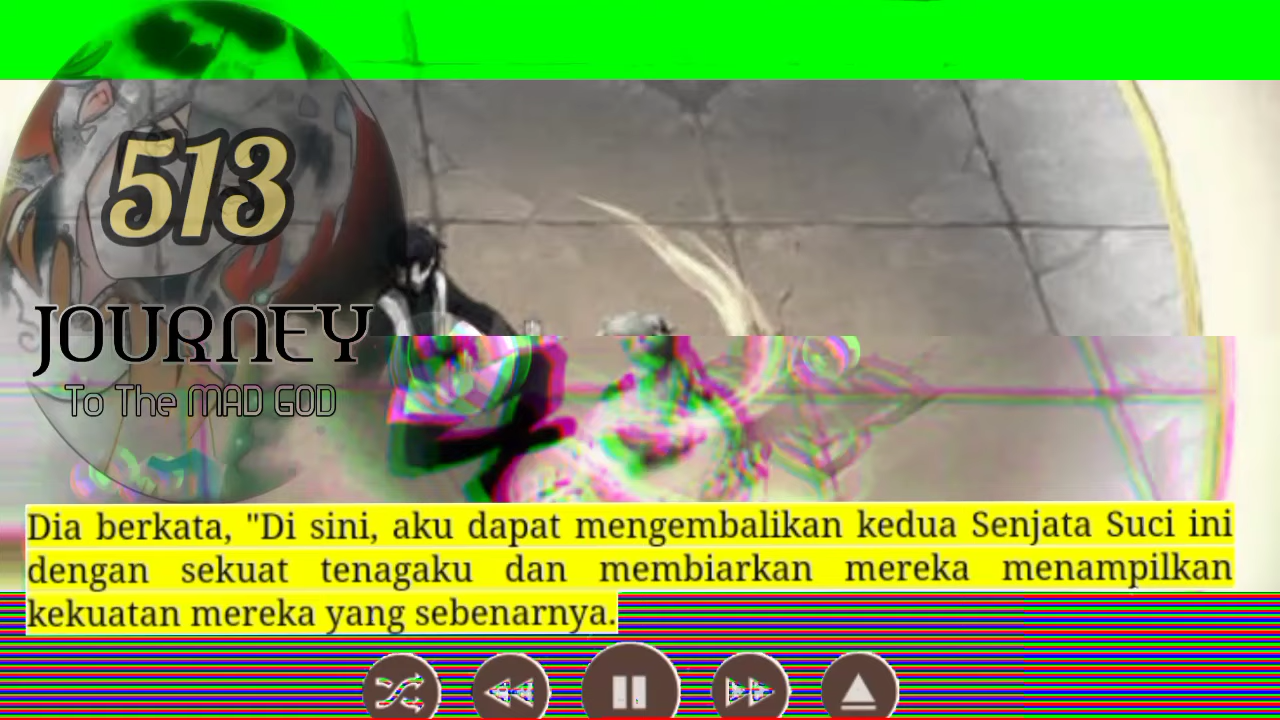 513
JOURNEY
To The MAD GOD
Dia berkata, "Di sini, aku dapat mengembalikan kedua Senjata Suci ini
dengan sekuat tenagaku dan membiarkan mereka menampilkan
kekuatan mereka yang sebenarnya.